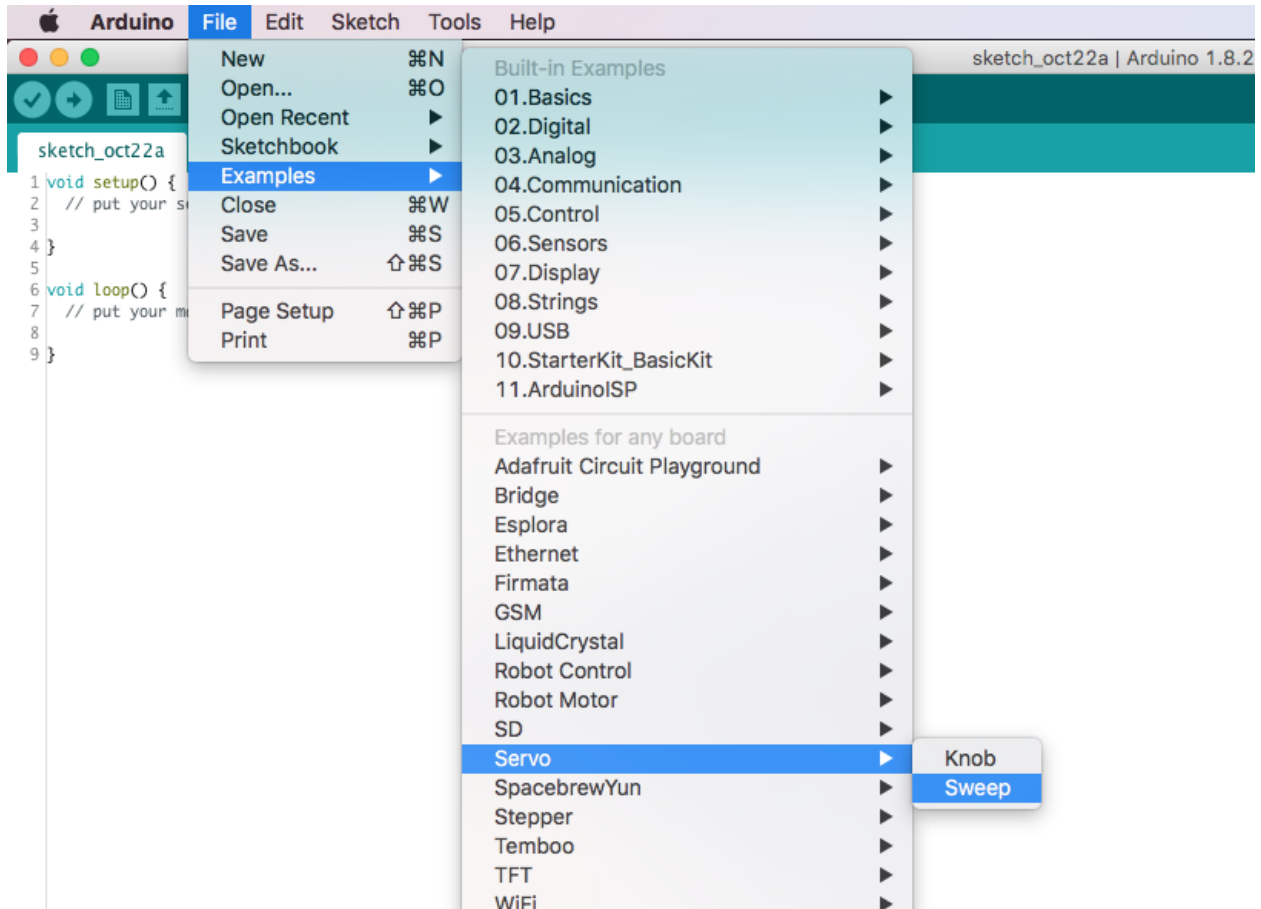 Arduino File Edit Sketch Tools Help
sketch_oct22a | Arduino 1.8.2
sketch_oct22a
1 void setup() {
2 // put your
3
4 }
5
6 void loop() {
7 // put your
8
9 }
New ⌘N
Open... ⌘O
Open Recent ▶
Sketchbook ▶
Examples ▶
Close ⌘W
Save ⌘S
Save As... ⇧⌘S
Page Setup ⇧⌘P
Print ⌘P
Built-in Examples
01.Basics ▶
02.Digital ▶
03.Analog ▶
04.Communication ▶
05.Control ▶
06.Sensors ▶
07.Display ▶
08.Strings ▶
09.USB ▶
10.StarterKit_BasicKit ▶
11.ArduinoISP ▶
Examples for any board
Adafruit Circuit Playground ▶
Bridge ▶
Esplora ▶
Ethernet ▶
Firmata ▶
GSM ▶
LiquidCrystal ▶
Robot Control ▶
Robot Motor ▶
SD ▶
Servo ▶
SpacebrewYun ▶
Stepper ▶
Temboo ▶
TFT ▶
WiFi ▶
Knob
Sweep